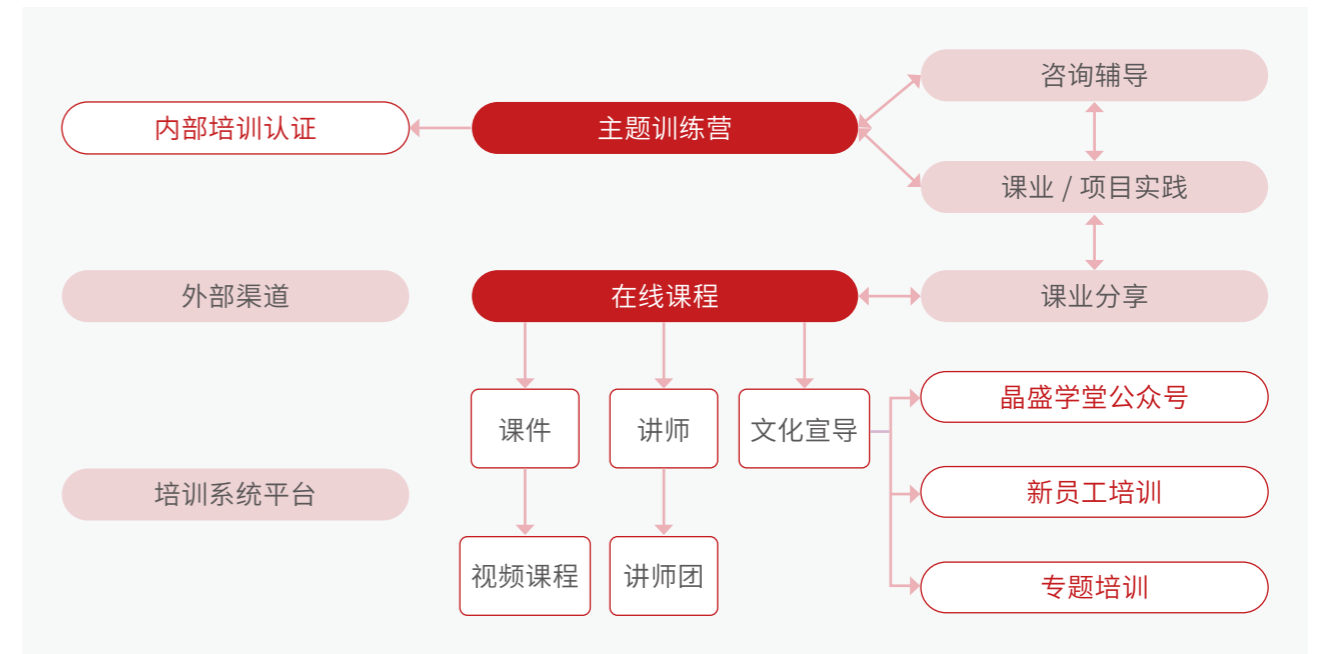 咨询辅导
内部培训认证
主题训练营
课业 / 项目实践
外部渠道
在线课程
课业分享
晶盛学堂公众号
课件
讲师
文化宣导
培训系统平台
新员工培训
视频课程
讲师团
专题培训